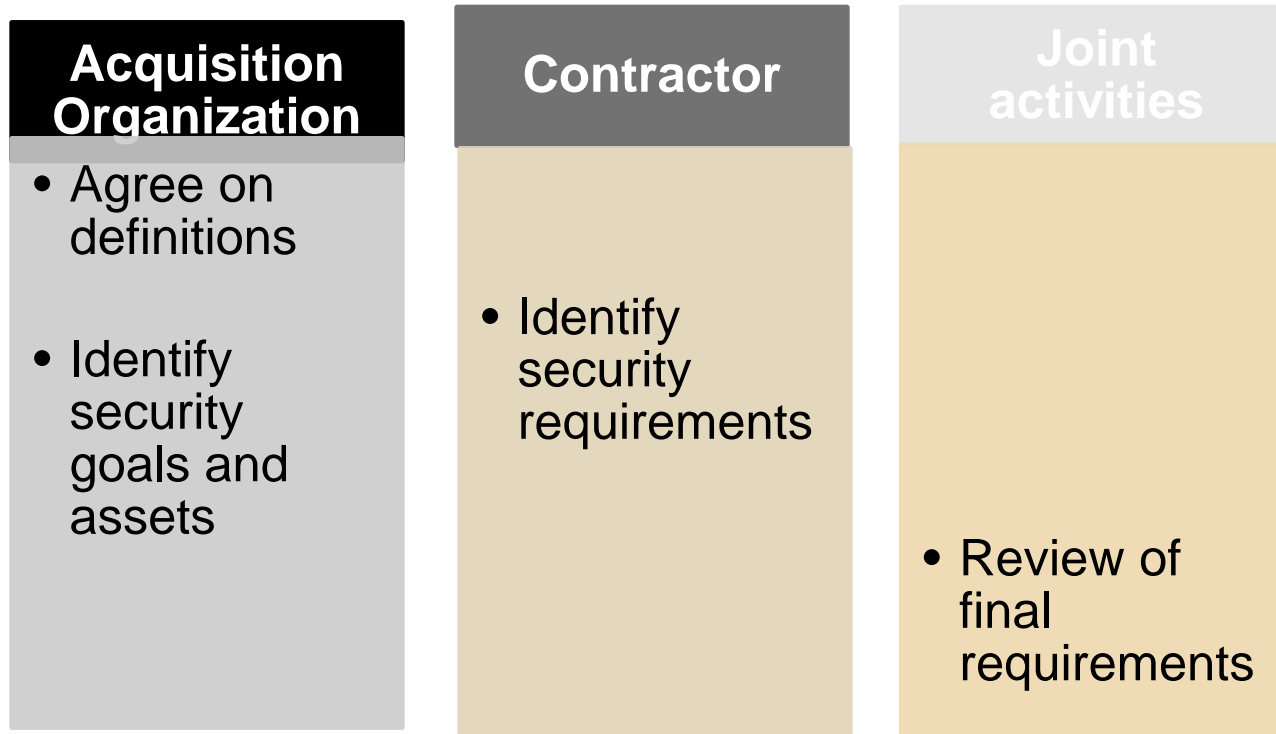 Acquisition
Organization
• Agree on
definitions
• Identify
security
goals and
assets
Contractor
• Identify
security
requirements
Joint
activities
• Review of
final
requirements